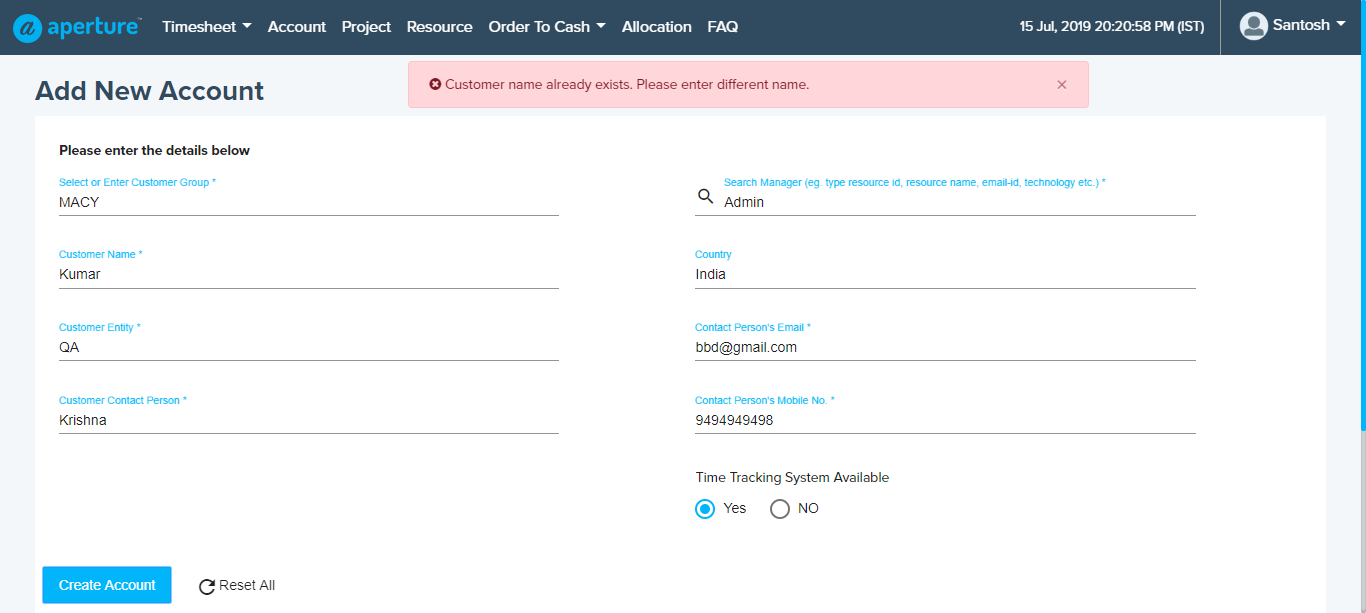 aperture™ Timesheet Account Project Resource Order To Cash Allocation FAQ 15 Jul, 2019 20:20:58 PM (IST) Santosh
Add New Account
Customer name already exists. Please enter different name. ×
Please enter the details below
Select or Enter Customer Group * Search Manager (eg. type resource id, resource name, email-id, technology etc.) *
MACY Admin
Customer Name * Country
Kumar India
Customer Entity * Contact Person's Email *
QA bbd@gmail.com
Customer Contact Person * Contact Person's Mobile No. *
Krishna 9494949498
Time Tracking System Available
Yes NO
Create Account Reset All